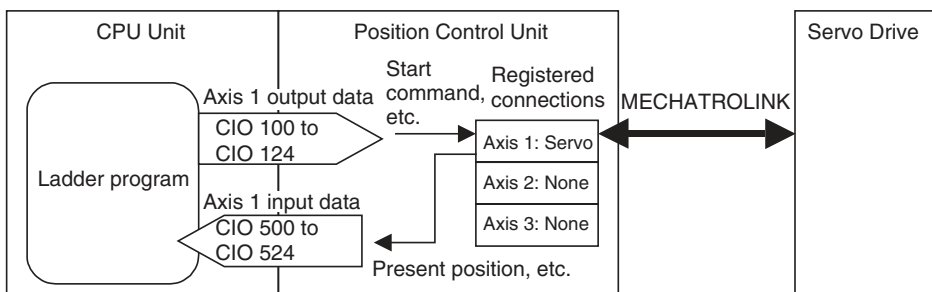 CPU Unit
Position Control Unit
Servo Drive
Ladder program
Axis 1 output data
CIO 100 to
CIO 124
Axis 1 input data
CIO 500 to
CIO 524
Start
command,
etc.
Registered
connections
Axis 1: Servo
Axis 2: None
Axis 3: None
Present position, etc.
MECHATROLINK